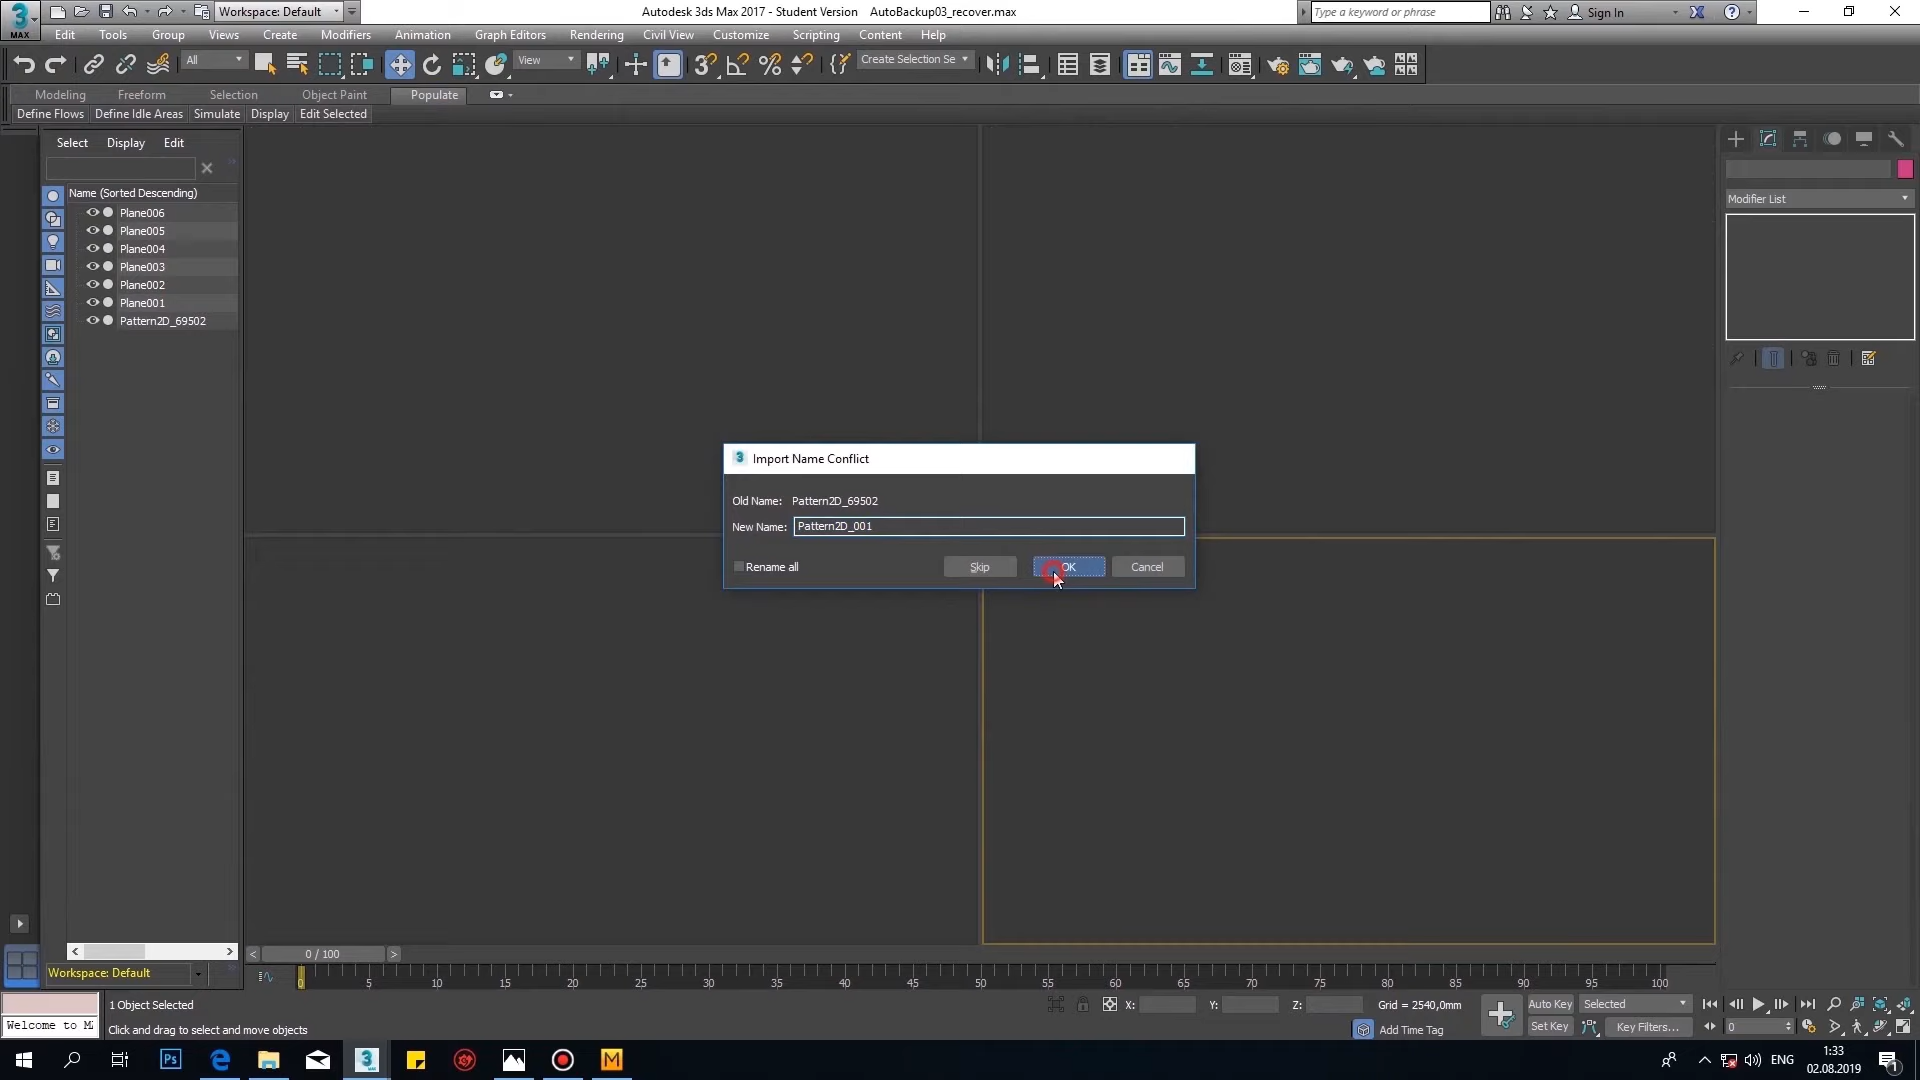 Workspace: Default
Autodesk 3ds Max 2017 - Student Version AutoBackup03_recover.max
Type a keyword or phrase
Sign In
MAX
Edit Tools Group Views Create Modifiers Animation Graph Editors Rendering Civil View Customize Scripting Content Help
All
View
Create Selection Se
Modeling Freeform Selection Object Paint Populate
Define Flows Define Idle Areas Simulate Display Edit Selected
Select Display Edit
Name (Sorted Descending)
Plane006
Plane005
Plane004
Plane003
Plane002
Plane001
Pattern2D_69502
Modifier List
3 Import Name Conflict
Old Name: Pattern2D_69502
New Name: Pattern2D_001
Rename all
Skip
OK
Cancel
0 / 100
Workspace: Default
0 5 10 15 20 25 30 35 40 45 50 55 60 65 70 75 80 85 90 95 100
1 Object Selected
X: Y: Z: Grid = 2540,0mm
Auto Key Selected
Welcome to M
Click and drag to select and move objects
Add Time Tag
Set Key Key Filters...
0
Ps
3
MAX
M
ENG
1:33
02.08.2019
1